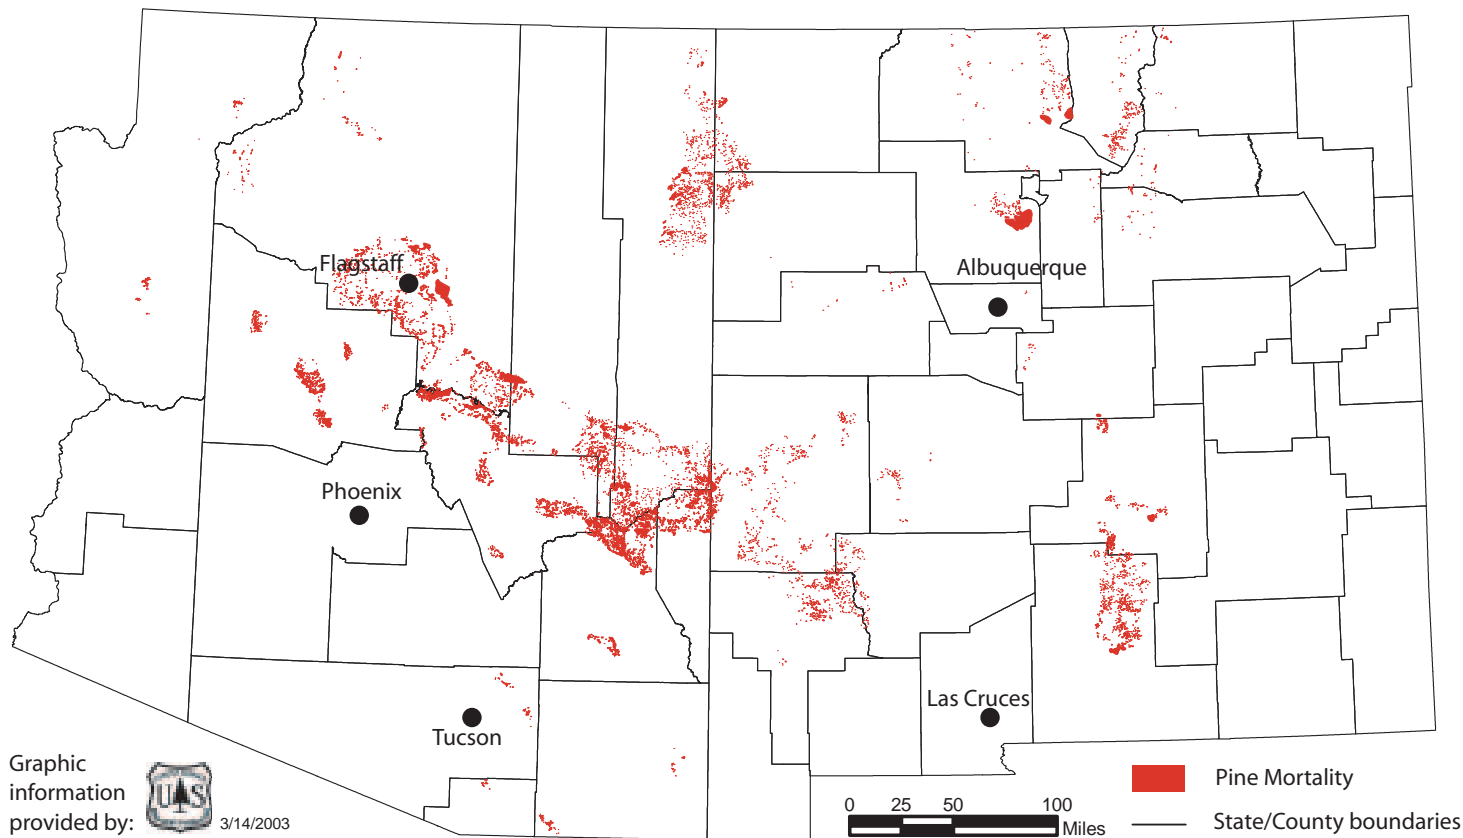 Flagstaff
Albuquerque
Phoenix
Las Cruces
Tucson
Graphic
information
provided by:
U S
3/14/2003
0 25 50 100
Miles
Pine Mortality
State/County boundaries